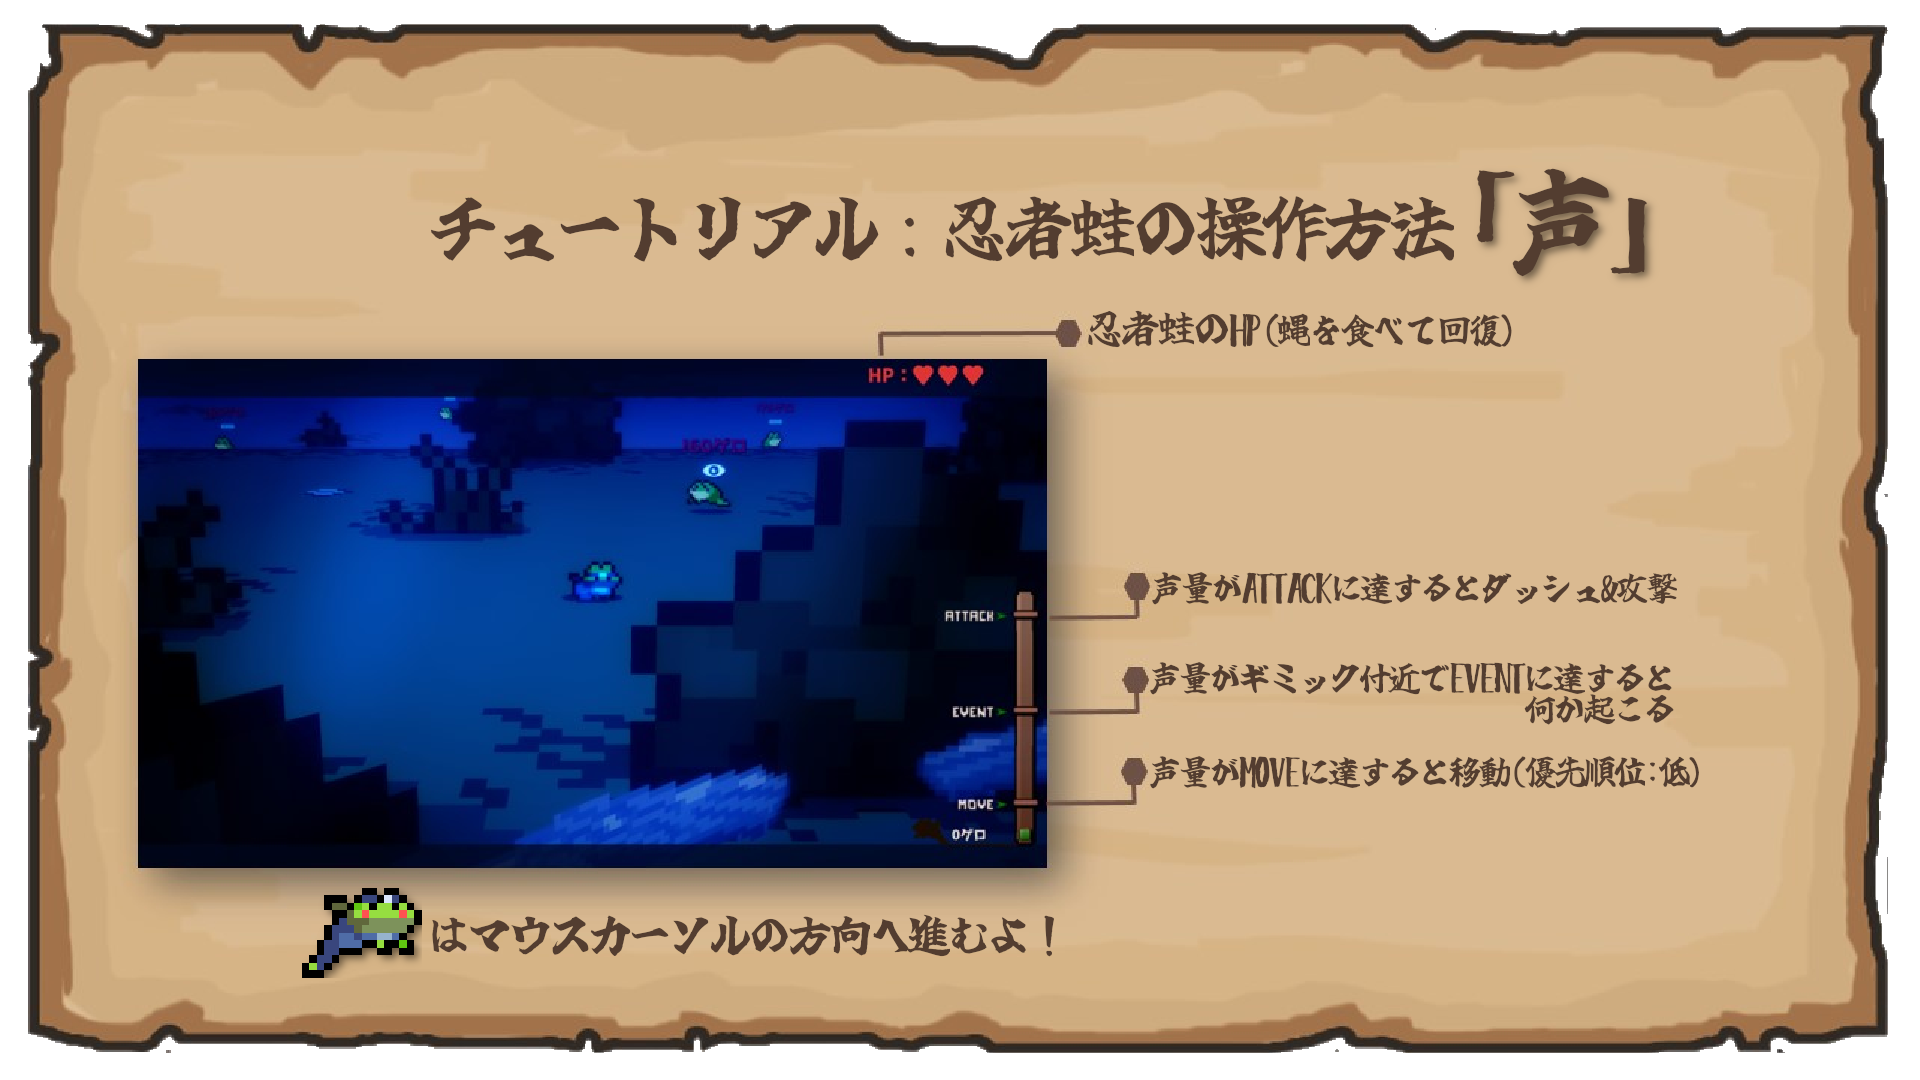 チュートリアル：忍者蛙の操作方法「声」
忍者蛙のHP(蝿を食べて回復)
HP:
160ゲロ
声量がATTACKに達するとダッシュ&攻撃
ATTACK
声量がギミック付近でEVENTに達すると
何か起こる
EVENT
声量がMOVEに達すると移動(優先順位:低)
MOVE
0ゲロ
はマウスカーソルの方向へ進むよ！